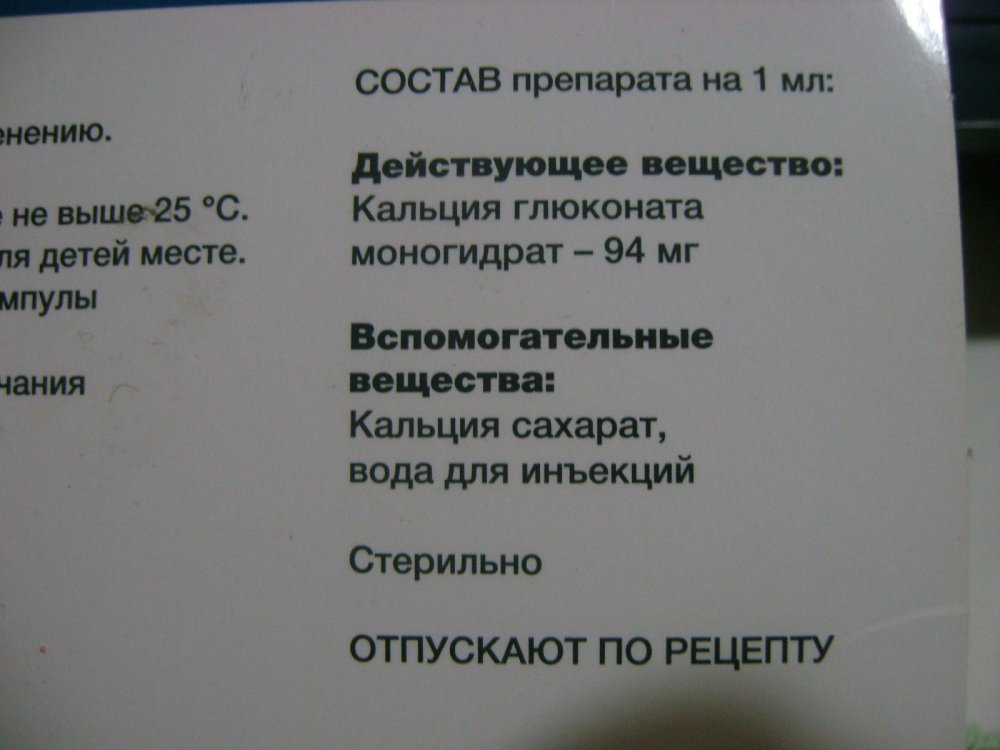 СОСТАВ препарата на 1 мл:
енению.
Действующее вещество:
е не выше 25 °С.
Кальция глюконата
ля детей месте.
моногидрат – 94 мг
мпулы
Вспомогательные
чания
вещества:
Кальция сахарат,
вода для инъекций
Стерильно
ОТПУСКАЮТ ПО РЕЦЕПТУ